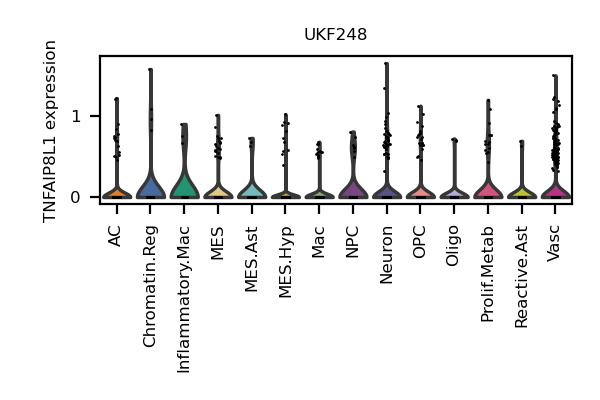 UKF248
TNFAIP8L1 expression
1
0
AC
Chromatin.Reg
Inflammatory.Mac
MES
MES.Ast
MES.Hyp
Mac
NPC
Neuron
OPC
Oligo
Prolif.Metab
Reactive.Ast
Vasc